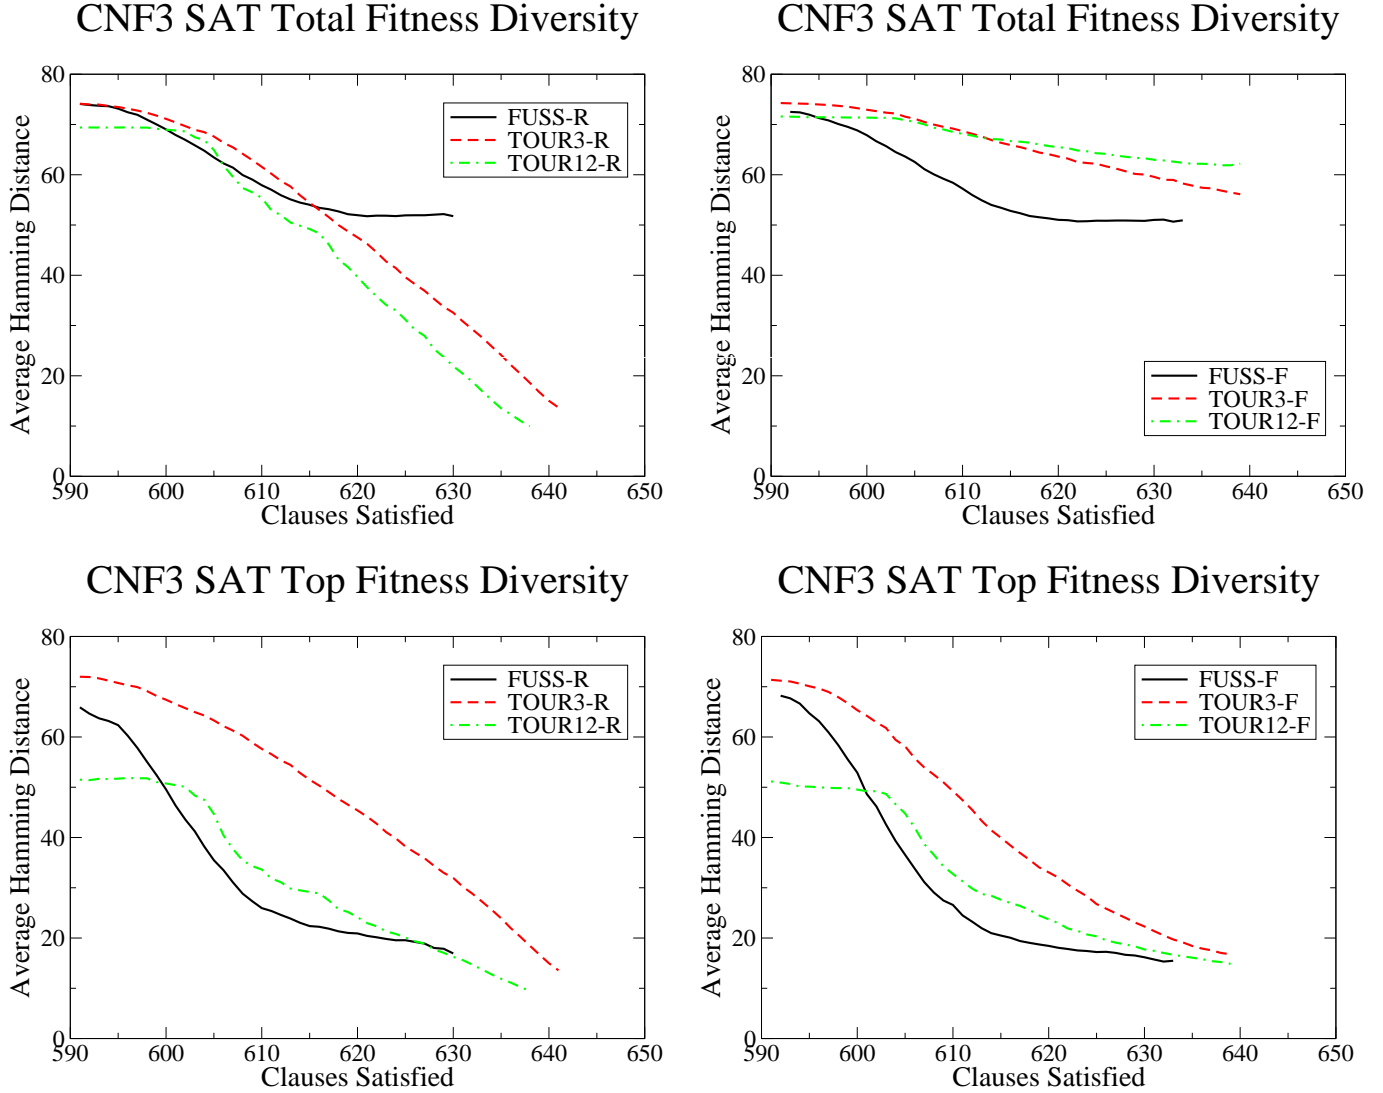 CNF3 SAT Total Fitness Diversity
Average Hamming Distance
80
60
40
20
0
590 600 610 620 630 640 650
Clauses Satisfied
FUSS-R
TOUR3-R
TOUR12-R
CNF3 SAT Total Fitness Diversity
Average Hamming Distance
80
60
40
20
0
590 600 610 620 630 640 650
Clauses Satisfied
FUSS-F
TOUR3-F
TOUR12-F
CNF3 SAT Top Fitness Diversity
Average Hamming Distance
80
60
40
20
0
590 600 610 620 630 640 650
Clauses Satisfied
FUSS-R
TOUR3-R
TOUR12-R
CNF3 SAT Top Fitness Diversity
Average Hamming Distance
80
60
40
20
0
590 600 610 620 630 640 650
Clauses Satisfied
FUSS-F
TOUR3-F
TOUR12-F